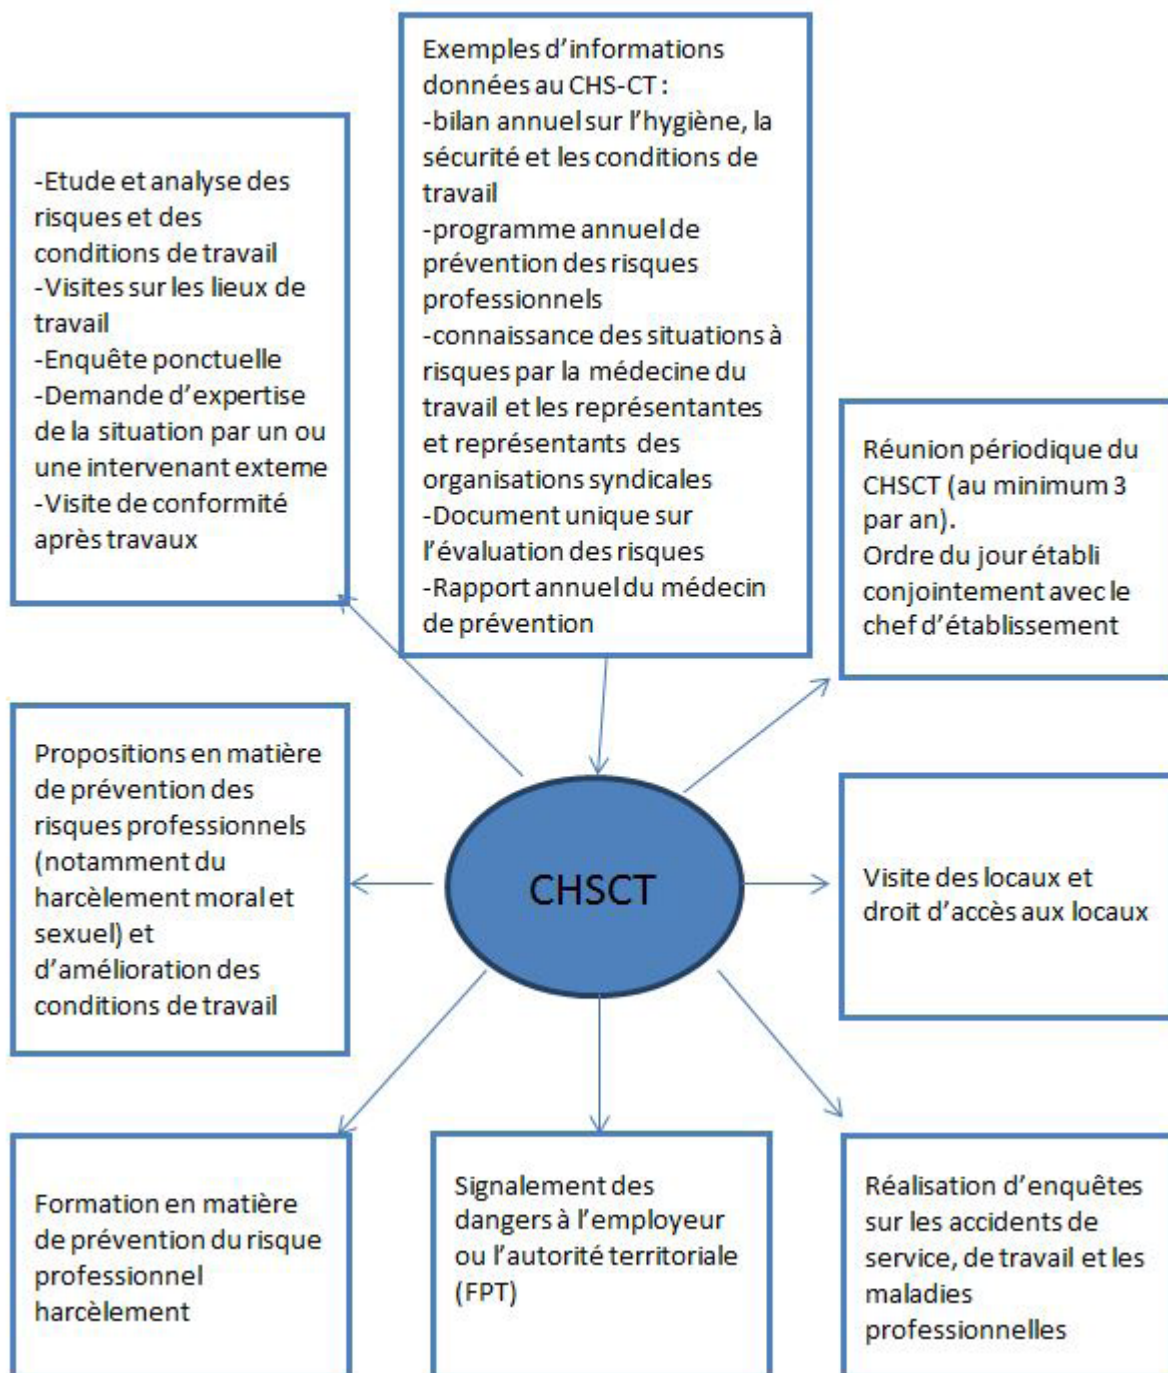 -Etude et analyse des
risques et des
conditions de travail
-Visites sur les lieux de
travail
-Enquête ponctuelle
-Demande d'expertise
de la situation par un ou
une intervenant externe
-Visite de conformité
après travaux
Exemples d'informations
données au CHS-CT :
-bilan annuel sur l'hygiène, la
sécurité et les conditions de
travail
-programme annuel de
prévention des risques
professionnels
-connaissance des situations à
risques par la médecine du
travail et les représentantes
et représentants des
organisations syndicales
-Document unique sur
l'évaluation des risques
-Rapport annuel du médecin
de prévention
Réunion périodique du
CHSCT (au minimum 3
par an).
Ordre du jour établi
conjointement avec le
chef d'établissement
Propositions en matière
de prévention des
risques professionnels
(notamment du
harcèlement moral et
sexuel) et
d'amélioration des
conditions de travail
CHSCT
Visite des locaux et
droit d'accès aux locaux
Formation en matière
de prévention du risque
professionnel
harcèlement
Signalement des
dangers à l'employeur
ou l'autorité territoriale
(FPT)
Réalisation d'enquêtes
sur les accidents de
service, de travail et les
maladies
professionnelles